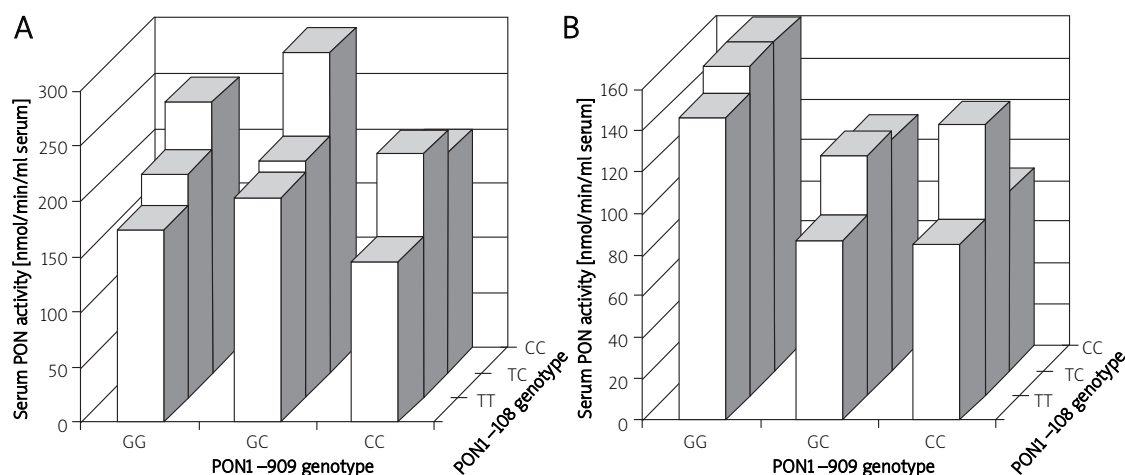 A
Serum PON activity [nmol/min/ml serum]
300
250
200
150
100
50
0
GG
GC
CC
PON1 –909 genotype
TT
TC
CC
PON1 –108 genotype
B
Serum PON activity [nmol/min/ml serum]
160
140
120
100
80
60
40
20
0
GG
GC
CC
PON1 –909 genotype
TT
TC
CC
PON1 –108 genotype